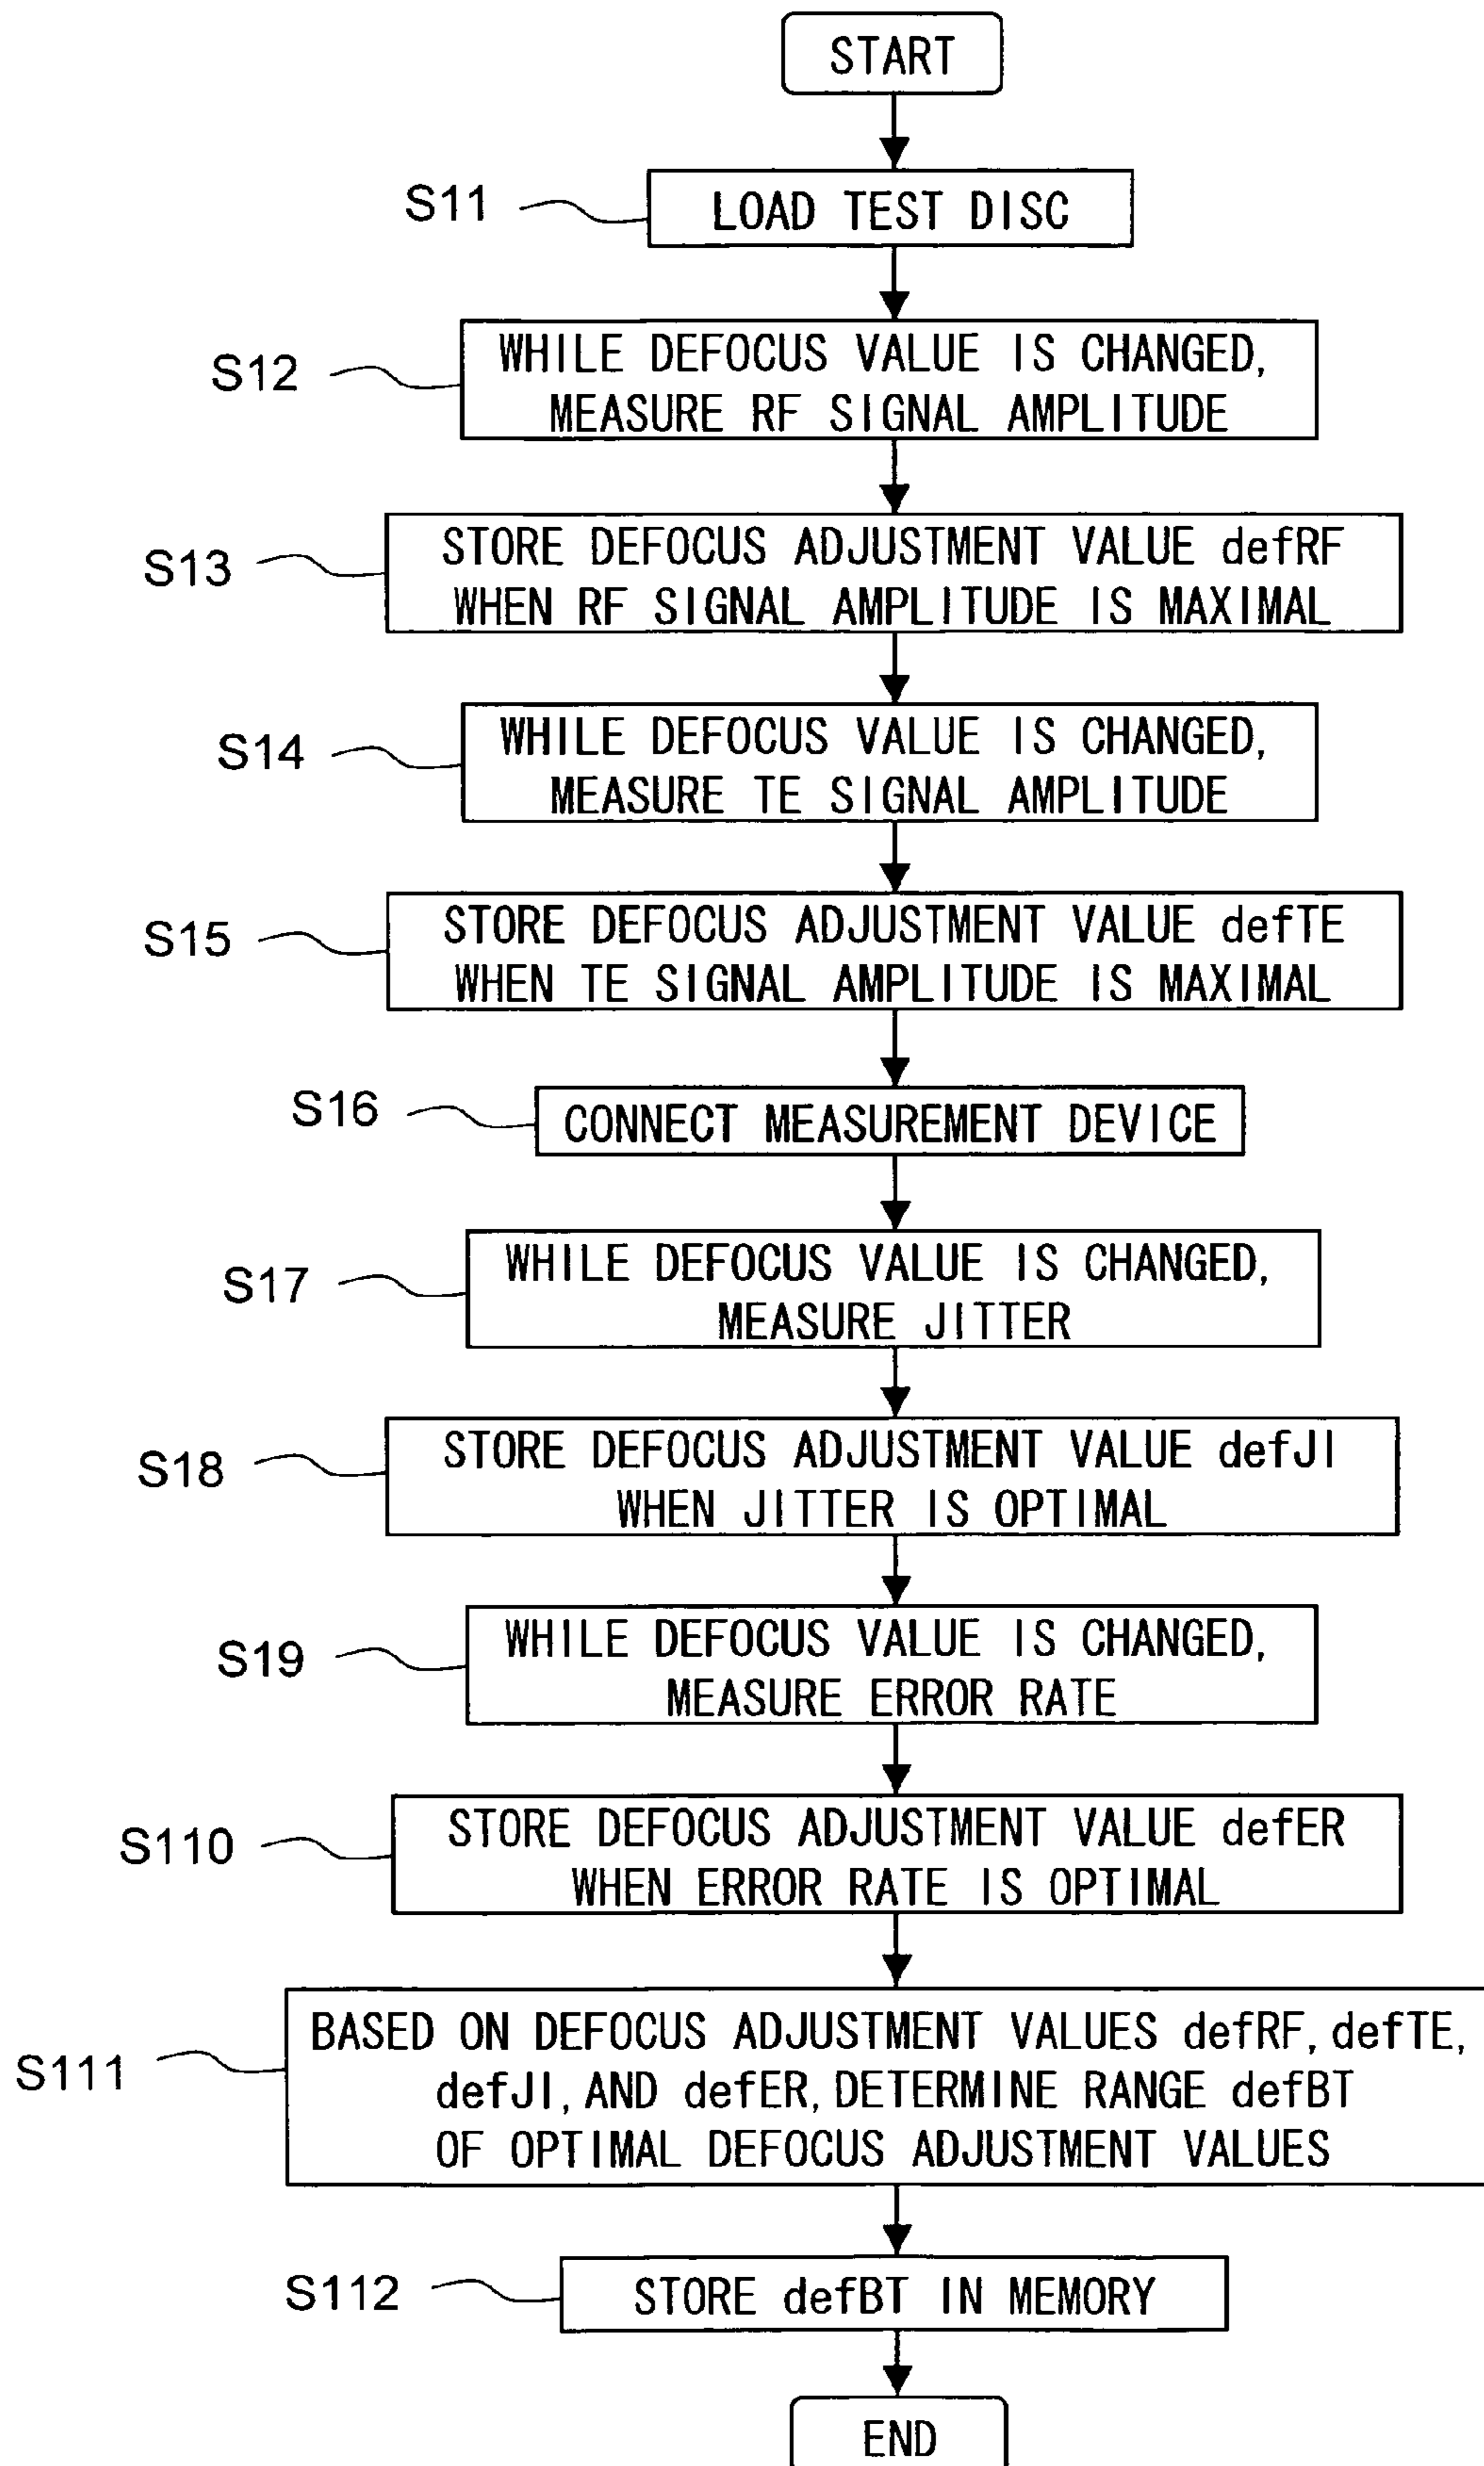 START
S11
LOAD TEST DISC
S12
WHILE DEFOCUS VALUE IS CHANGED,
MEASURE RF SIGNAL AMPLITUDE
S13
STORE DEFOCUS ADJUSTMENT VALUE defRF
WHEN RF SIGNAL AMPLITUDE IS MAXIMAL
S14
WHILE DEFOCUS VALUE IS CHANGED,
MEASURE TE SIGNAL AMPLITUDE
S15
STORE DEFOCUS ADJUSTMENT VALUE defTE
WHEN TE SIGNAL AMPLITUDE IS MAXIMAL
S16
CONNECT MEASUREMENT DEVICE
S17
WHILE DEFOCUS VALUE IS CHANGED,
MEASURE JITTER
S18
STORE DEFOCUS ADJUSTMENT VALUE defJI
WHEN JITTER IS OPTIMAL
S19
WHILE DEFOCUS VALUE IS CHANGED,
MEASURE ERROR RATE
S110
STORE DEFOCUS ADJUSTMENT VALUE defER
WHEN ERROR RATE IS OPTIMAL
S111
BASED ON DEFOCUS ADJUSTMENT VALUES defRF, defTE,
defJI, AND defER, DETERMINE RANGE defBT
OF OPTIMAL DEFOCUS ADJUSTMENT VALUES
S112
STORE defBT IN MEMORY
END